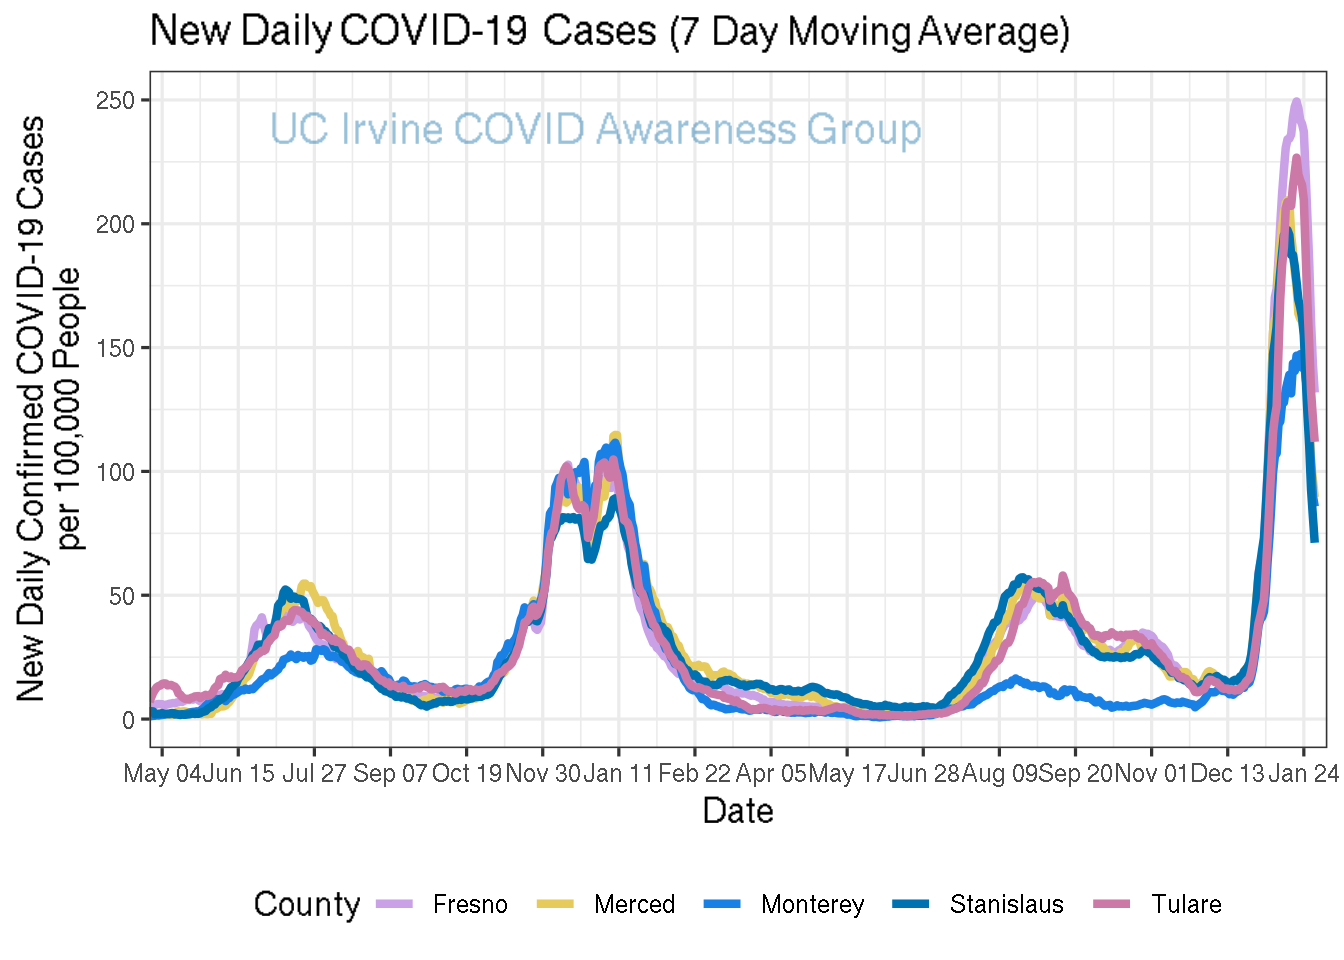 New Daily COVID-19 Cases (7 Day Moving Average)
UC Irvine COVID Awareness Group
New Daily Confirmed COVID-19 Cases
per 100,000 People
250
200
150
100
50
0
May 04 Jun 15 Jul 27 Sep 07 Oct 19 Nov 30 Jan 11 Feb 22 Apr 05 May 17 Jun 28 Aug 09 Sep 20 Nov 01 Dec 13 Jan 24
Date
County Fresno Merced Monterey Stanislaus Tulare